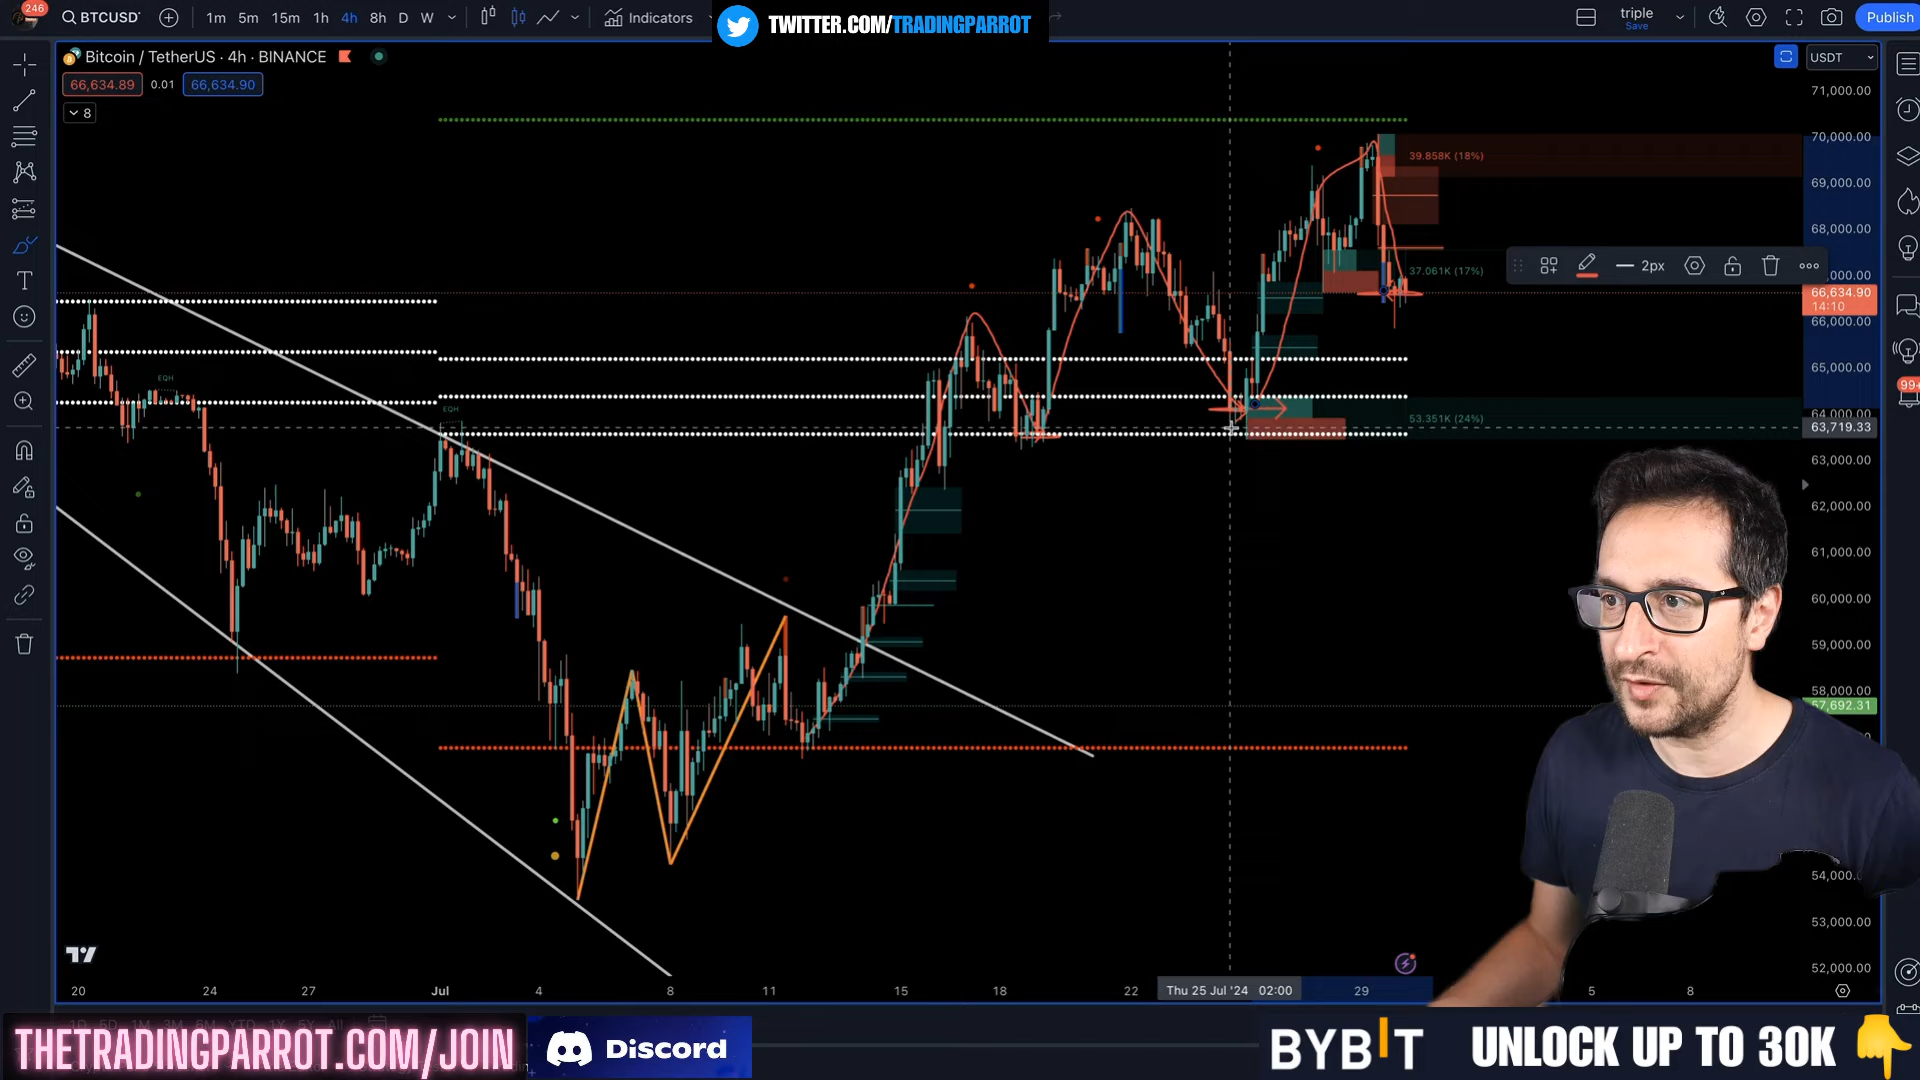 246
BTCUSD
1m 5m 15m 1h 4h 8h D W
Indicators
TWITTER.COM/TRADINGPARROT
triple
Save
Publish
Bitcoin / TetherUS · 4h · BINANCE
USDT
66,634.89 0.01 66,634.90
8
71,000.00
70,000.00
39.858K (18%)
69,000.00
68,000.00
2px
37.061K (17%)
66,634.90
14:10
66,000.00
65,000.00
EQH
EQH
64,000.00
53.351K (24%)
63,719.33
99+
63,000.00
62,000.00
61,000.00
60,000.00
59,000.00
58,000.00
57,692.31
54,000.00
53,000.00
52,000.00
20 24 27 Jul 4 8 11 15 18 22 Thu 25 Jul '24 02:00 29 5 8
THETRADINGPARROT.COM/JOIN
Discord
BYBIT
UNLOCK UP TO 30K